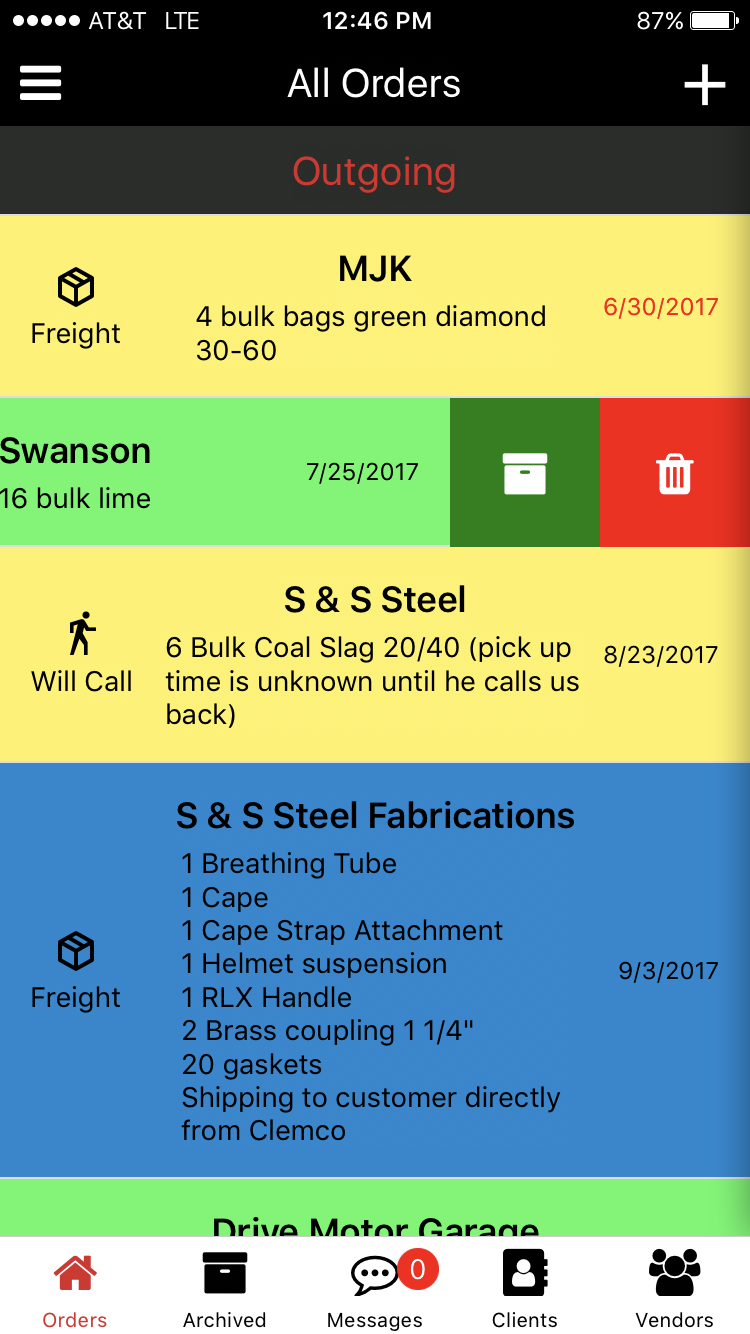 AT&T LTE 12:46 PM 87%
All Orders
Outgoing
MJK
Freight
4 bulk bags green diamond
30-60
6/30/2017
Swanson
16 bulk lime
7/25/2017
S & S Steel
Will Call
6 Bulk Coal Slag 20/40 (pick up
time is unknown until he calls us
back)
8/23/2017
S & S Steel Fabrications
Freight
1 Breathing Tube
1 Cape
1 Cape Strap Attachment
1 Helmet suspension
1 RLX Handle
2 Brass coupling 1 1/4"
20 gaskets
Shipping to customer directly
from Clemco
9/3/2017
Drive Motor Garage
0
Orders Archived Messages Clients Vendors